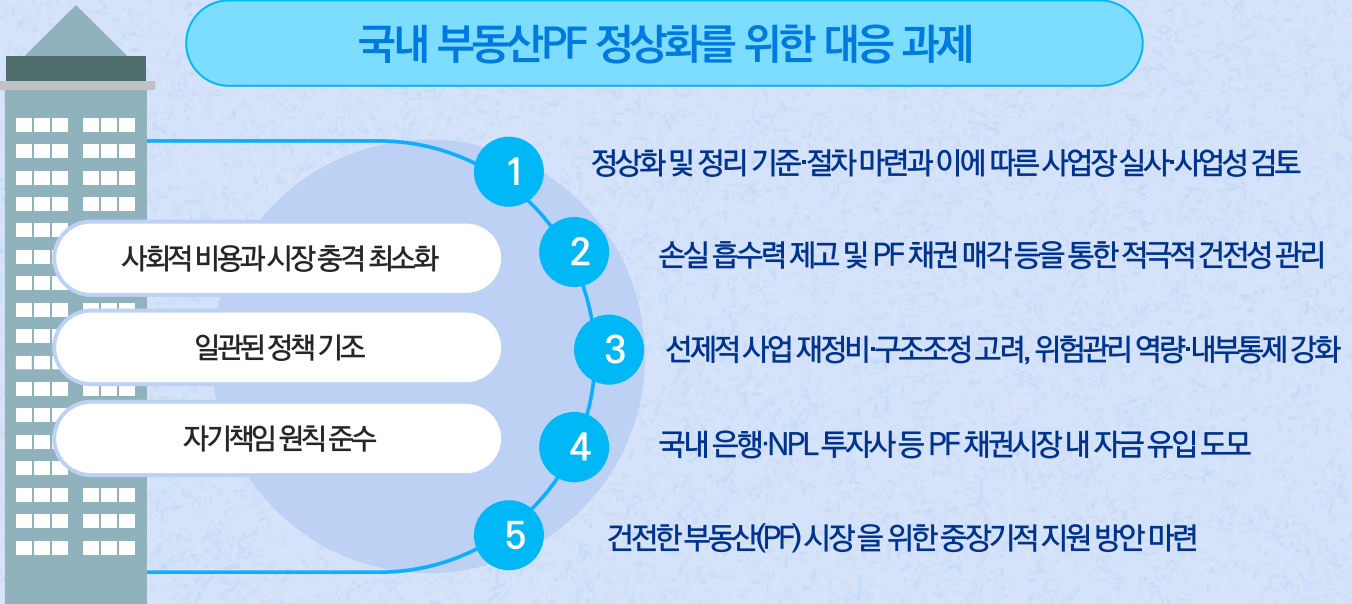 국내 부동산PF 정상화를 위한 대응 과제
사회적 비용과 시장 충격 최소화
일관된 정책 기조
자기책임 원칙 준수
1 정상화 및 정리 기준·절차 마련과 이에 따른 사업장 실사·사업성 검토
2 손실 흡수력 제고 및 PF 채권 매각 등을 통한 적극적 건전성 관리
3 선제적 사업 재정비·구조조정 고려, 위험관리 역량·내부통제 강화
4 국내 은행·NPL 투자사 등 PF 채권시장 내 자금 유입 도모
5 건전한 부동산(PF) 시장 을 위한 중장기적 지원 방안 마련